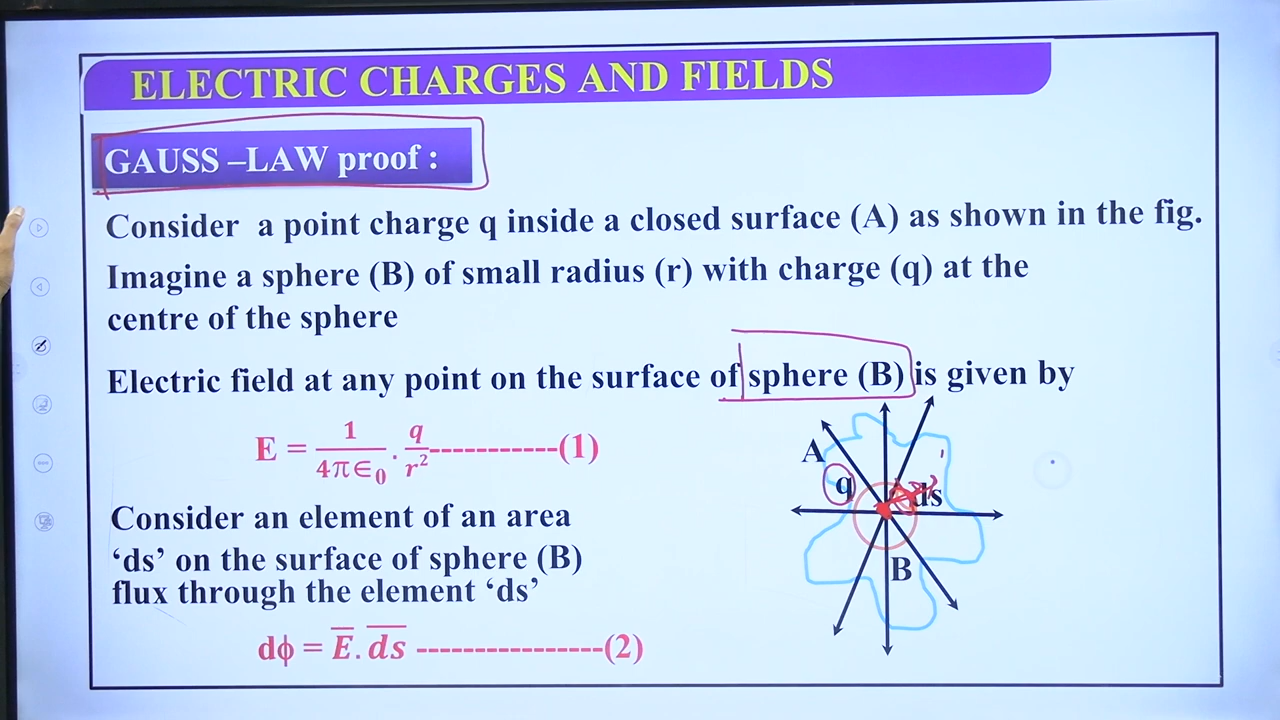 ELECTRIC CHARGES AND FIELDS
GAUSS –LAW proof :
Consider a point charge q inside a closed surface (A) as shown in the fig.
Imagine a sphere (B) of small radius (r) with charge (q) at the
centre of the sphere
Electric field at any point on the surface of sphere (B) is given by
E = 1/4π∈₀ . q/r² -----------(1)
A
q
ds
B
Consider an element of an area
‘ds’ on the surface of sphere (B)
flux through the element ‘ds’
dϕ = E̅ . d̅s̅ ----------------(2)